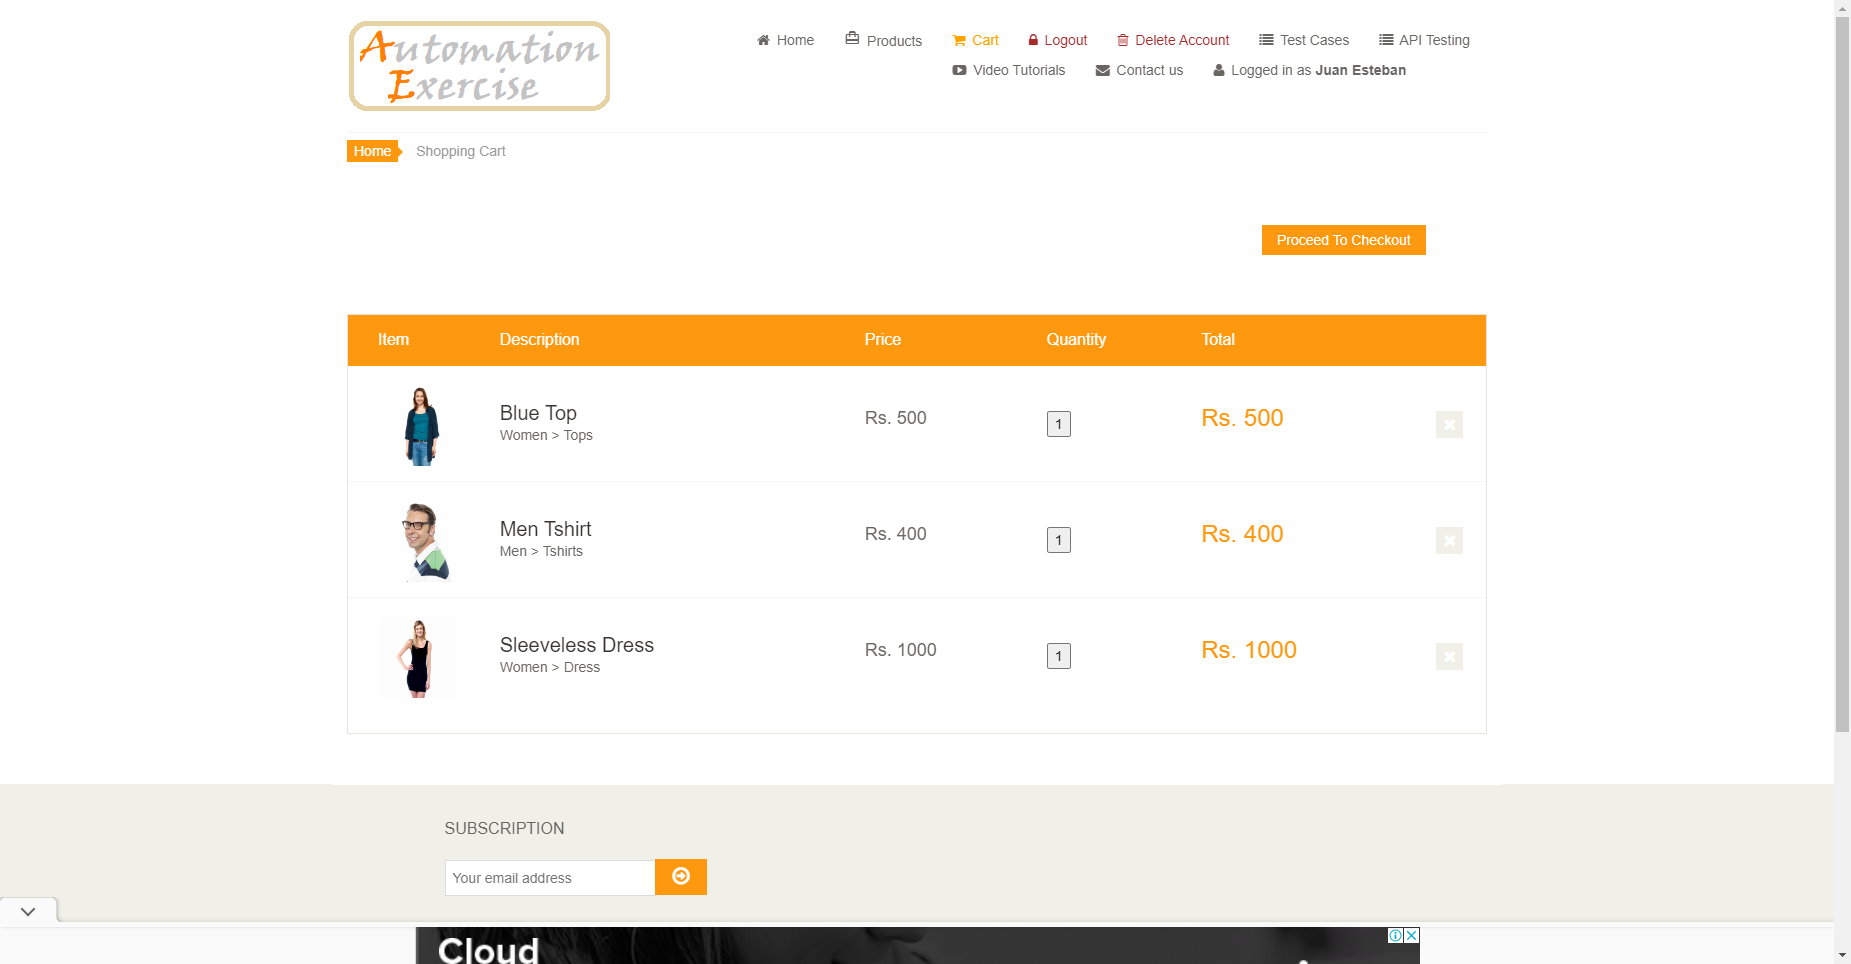 Automation
Exercise
Home
Products
Cart
Logout
Delete Account
Test Cases
API Testing
Video Tutorials
Contact us
Logged in as Juan Esteban
Home
Shopping Cart
Proceed To Checkout
Item Description Price Quantity Total
Blue Top
Women > Tops
Rs. 500
1
Rs. 500
Men Tshirt
Men > Tshirts
Rs. 400
1
Rs. 400
Sleeveless Dress
Women > Dress
Rs. 1000
1
Rs. 1000
SUBSCRIPTION
Your email address
Cloud